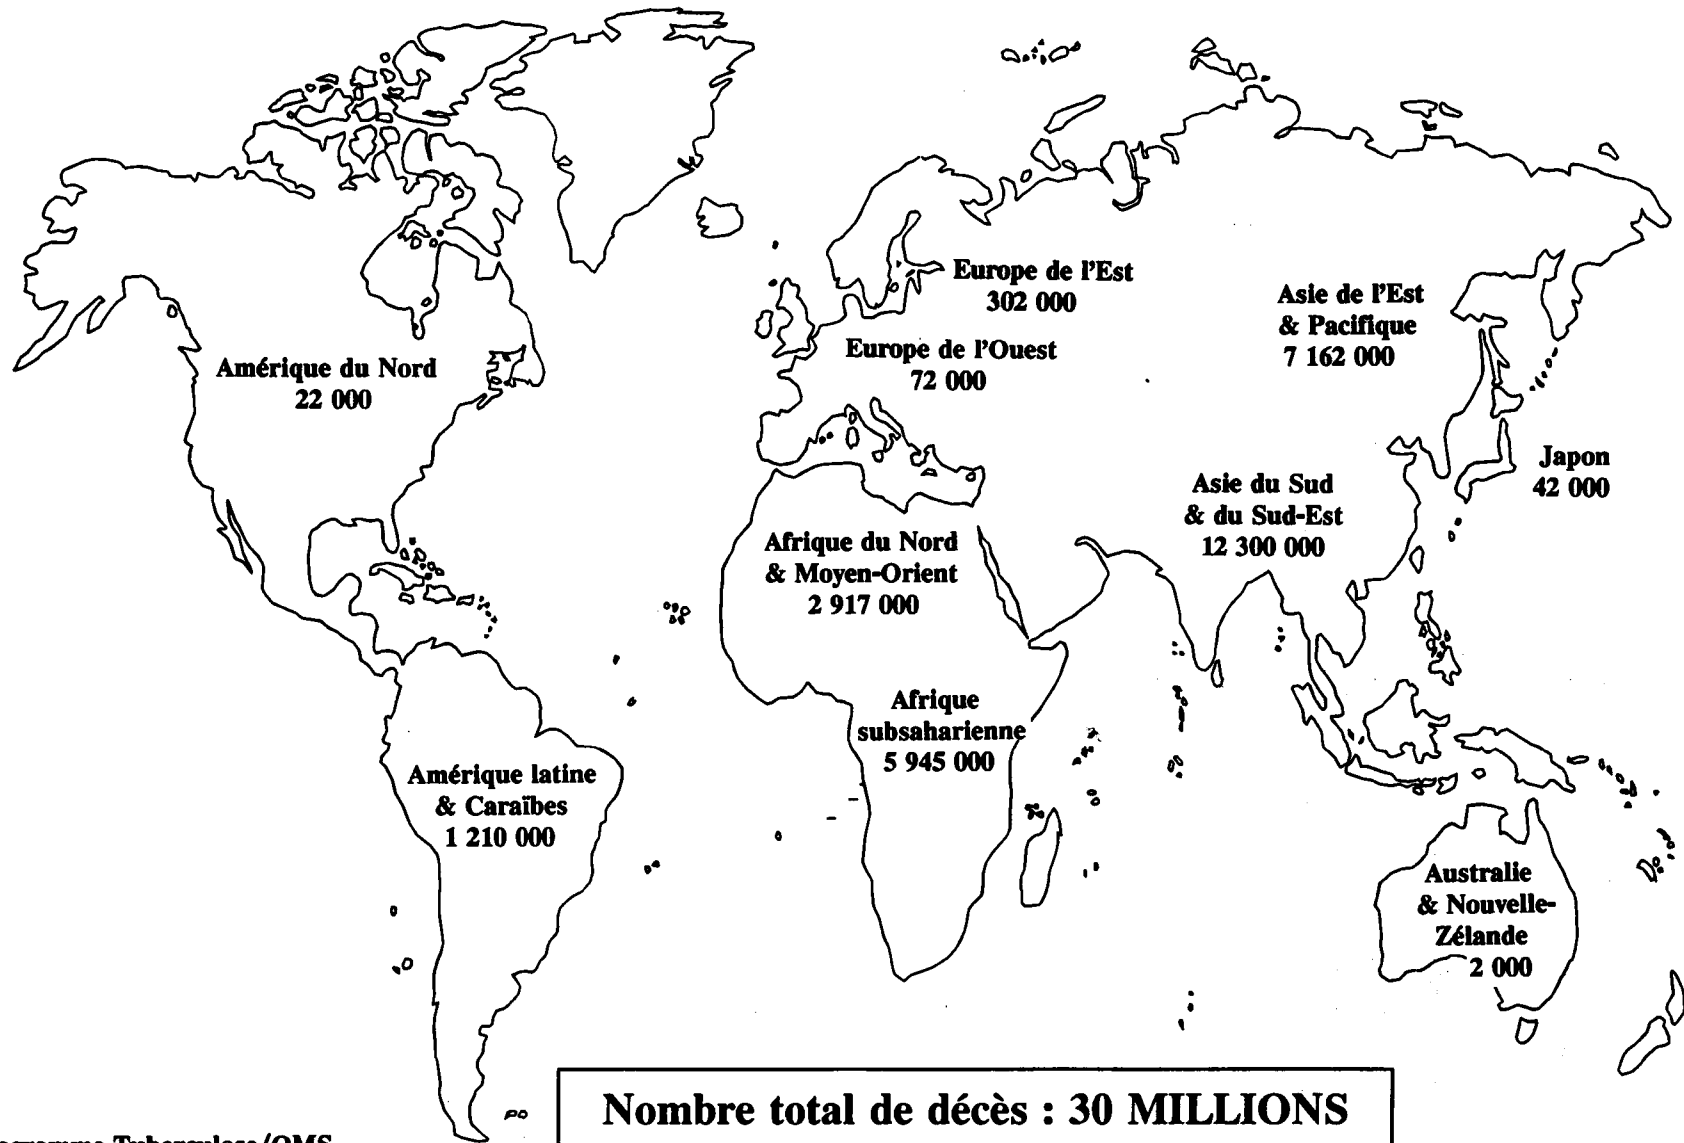 Europe de l'Est
302 000
Asie de l'Est
& Pacifique
7 162 000
Europe de l'Ouest
72 000
Amérique du Nord
22 000
Japon
42 000
Asie du Sud
& du Sud-Est
12 300 000
Afrique du Nord
& Moyen-Orient
2 917 000
Afrique
subsaharienne
5 945 000
Amérique latine
& Caraïbes
1 210 000
Australie
& Nouvelle-
Zélande
2 000
Nombre total de décès : 30 MILLIONS
Tuberculose/OMS